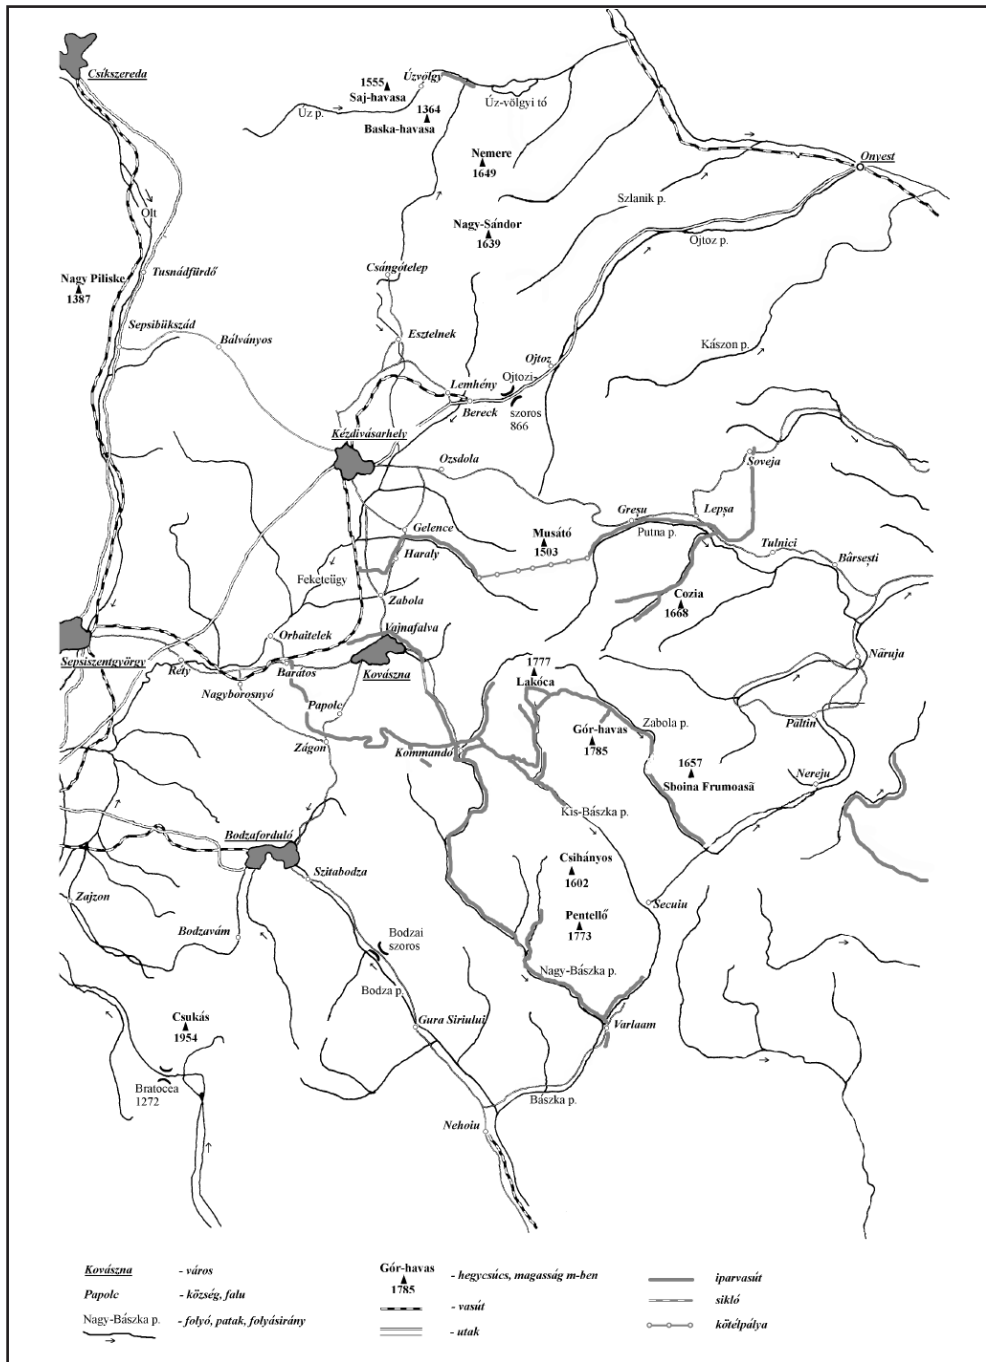 Csíkszereda
1555
Saj-havasa
Úzvölgy
Úz p.
1364
Baska-havasa
Úz-völgyi tó
Nemere
1649
Onyest
Szlanik p.
Olt
Nagy-Sándor
1639
Ojtoz p.
Nagy Piliske
1387
Tusnádfürdő
Csángótelep
Sepsibükszád
Bálványos
Esztelnek
Kászon p.
Ojtoz
Lemhény
Ojtozi-
szoros
866
Bereck
Kézdivásárhely
Ozsdola
Soveja
Gelence
Haraly
Musátó
1503
Greșu
Putna p.
Lepșa
Tulnici
Bârsești
Feketeügy
Zabola
Cozia
1668
Orbaitelek
Vajnafalva
Sepsiszentgyörgy
Réty
Barátos
Kovászna
Nagyborosnyó
Papolc
1777
Lakóca
Năruja
Zágon
Kommandó
Gór-havas
1785
Zabola p.
Păltin
1657
Sboina Frumoasă
Nereju
Kis-Bászka p.
Bodzaforduló
Szitabodza
Csihányos
1602
Zajzon
Bodzavám
Bodzai
szoros
Pentellő
1773
Secuiu
Bodza p.
Nagy-Bászka p.
Csukás
1954
Gura Siriului
Varlaam
Bratocea
1272
Bászka p.
Nehoiu
Kovászna - város
Papolc - község, falu
Nagy-Bászka p. - folyó, patak, folyásirány
Gór-havas
1785
- hegycsúcs, magasság m-ben
- vasút
- utak
iparvasút
sikló
kötélpálya